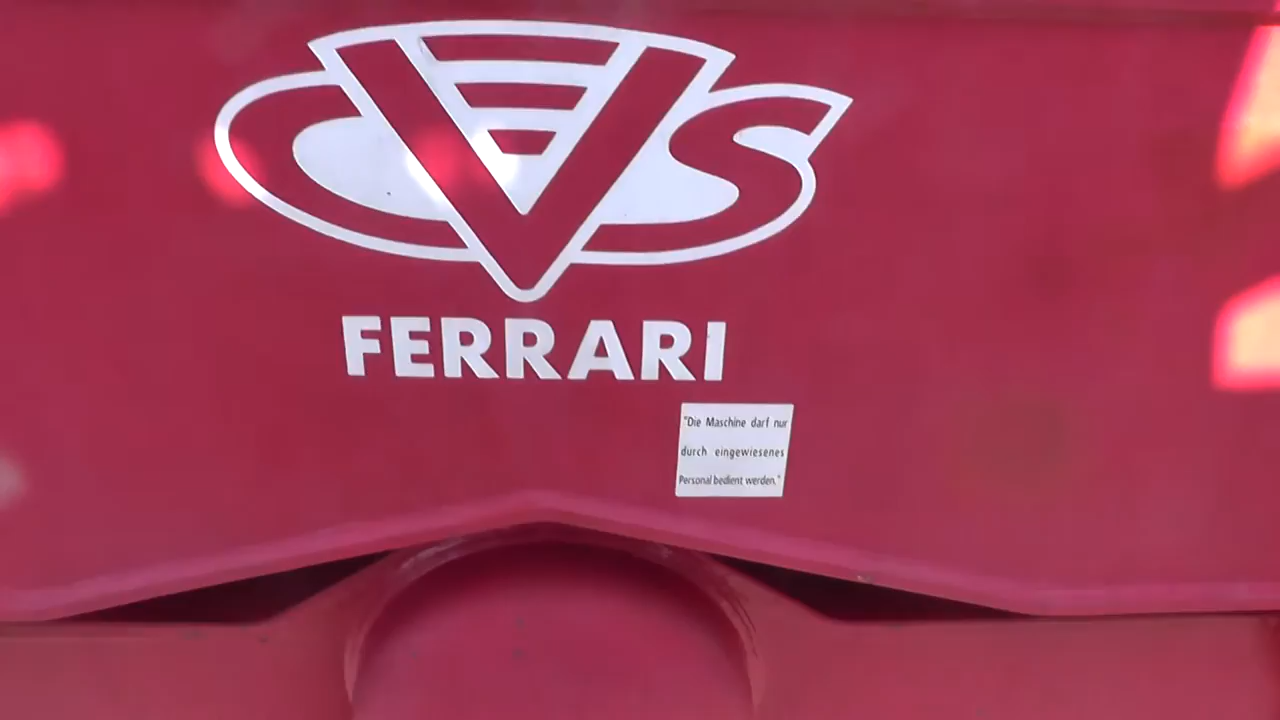 CVS
FERRARI
"Die Maschine darf nur
durch eingewiesenes
Personal bedient werden."